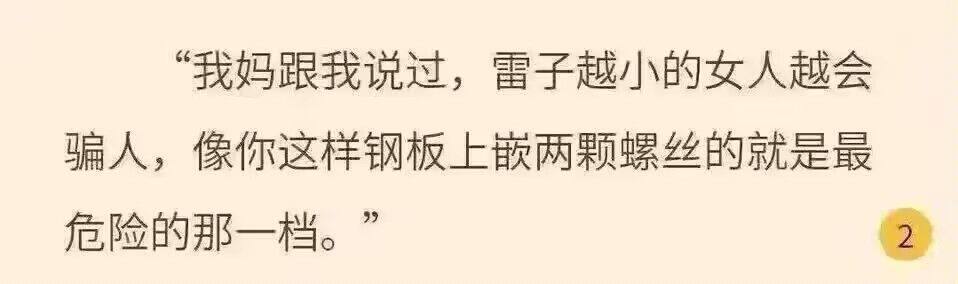 “我妈跟我说过，雷子越小的女人越会
骗人，像你这样钢板上嵌两颗螺丝的就是最
危险的那一档。”
2